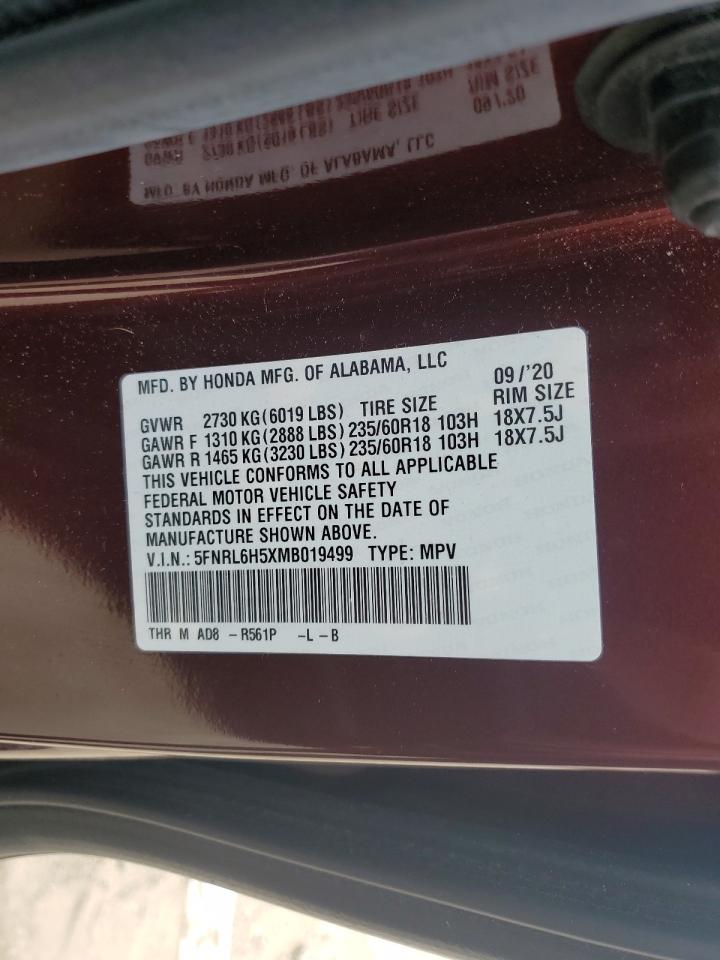 MFD. BY HONDA MFG. OF ALABAMA, LLC 09/'20
GVWR 2730 KG(6019 LBS) TIRE SIZE RIM SIZE
GAWR F 1310 KG(2888 LBS) 235/60R18 103H 18X7.5J
GAWR R 1465 KG(3230 LBS) 235/60R18 103H 18X7.5J
THIS VEHICLE CONFORMS TO ALL APPLICABLE
FEDERAL MOTOR VEHICLE SAFETY
STANDARDS IN EFFECT ON THE DATE OF
MANUFACTURE SHOWN ABOVE.
V.I.N.: 5FNRL6H5XMB019499 TYPE: MPV
THR M AD8 -R561P -L-B